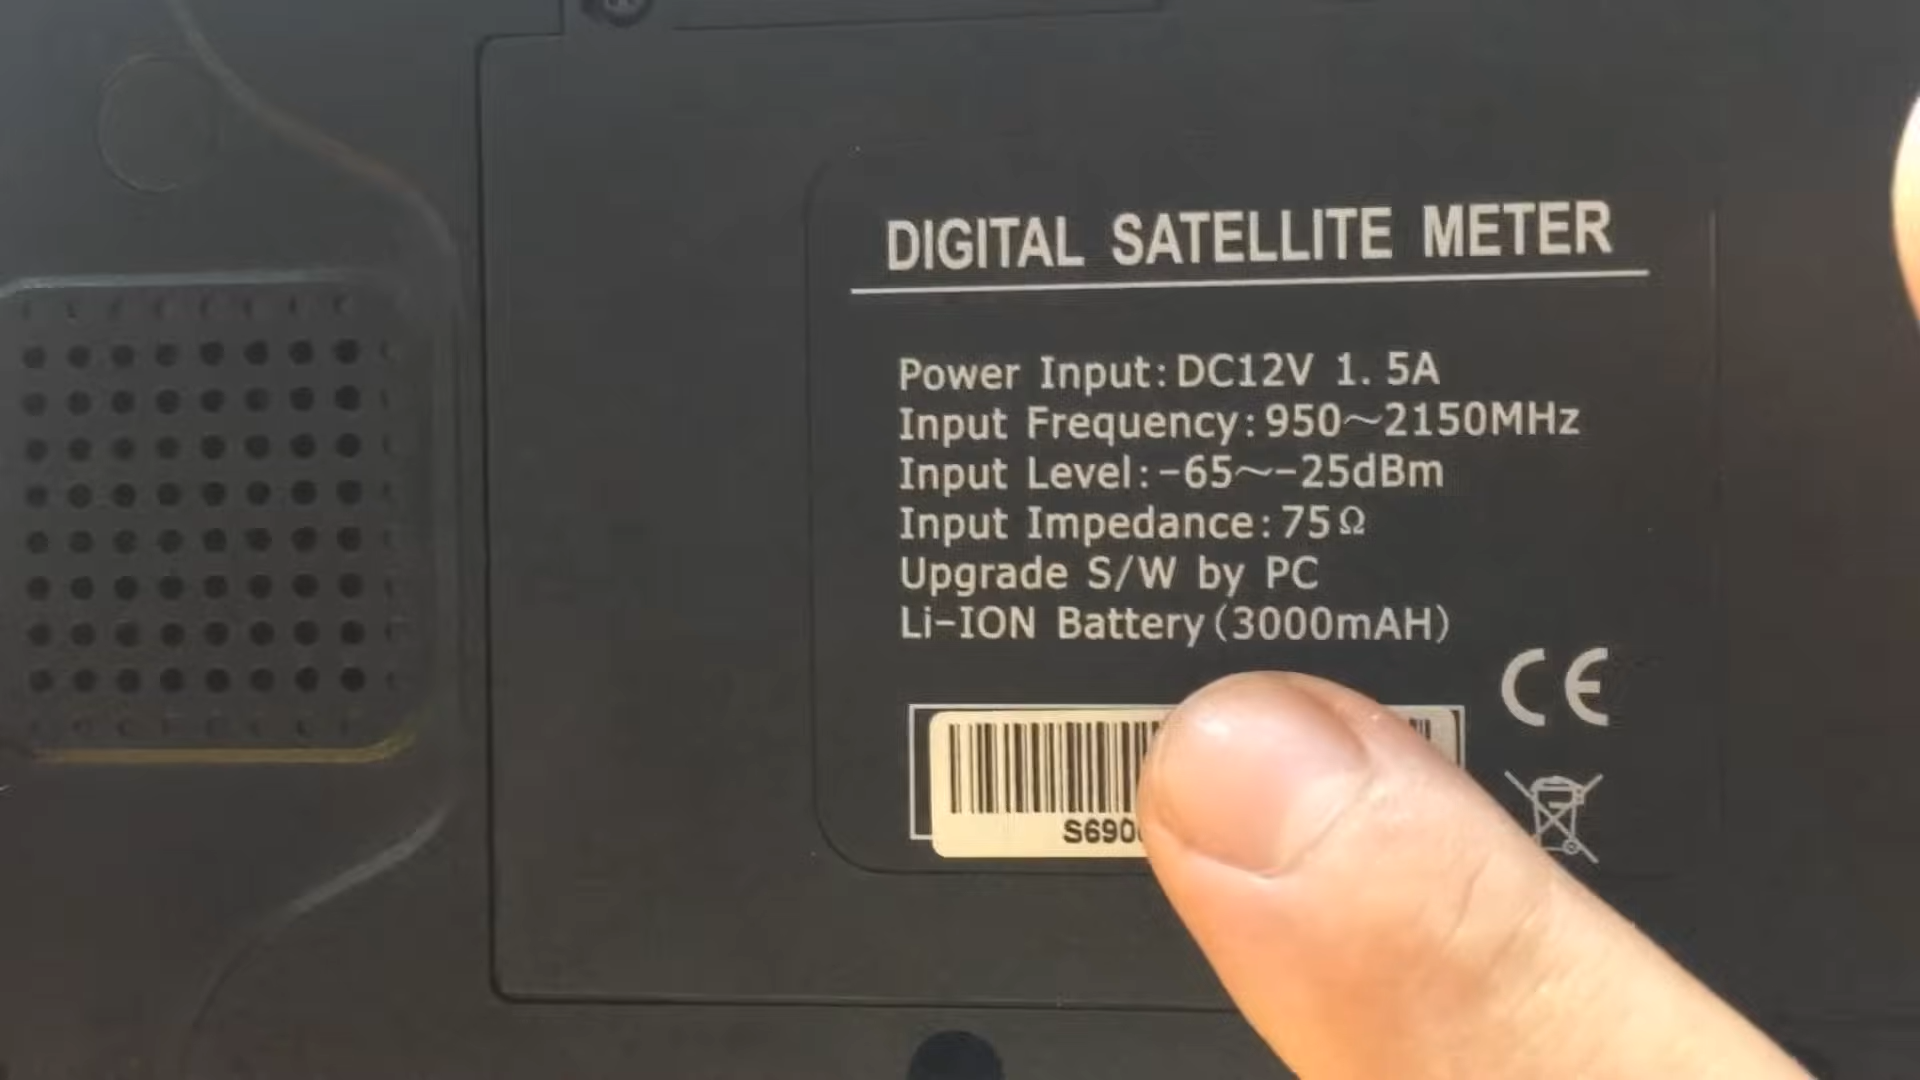 DIGITAL SATELLITE METER
Power Input:DC12V 1.5A
Input Frequency:950~2150MHz
Input Level:-65~-25dBm
Input Impedance:75Ω
Upgrade S/W by PC
Li-ION Battery(3000mAH)
CE